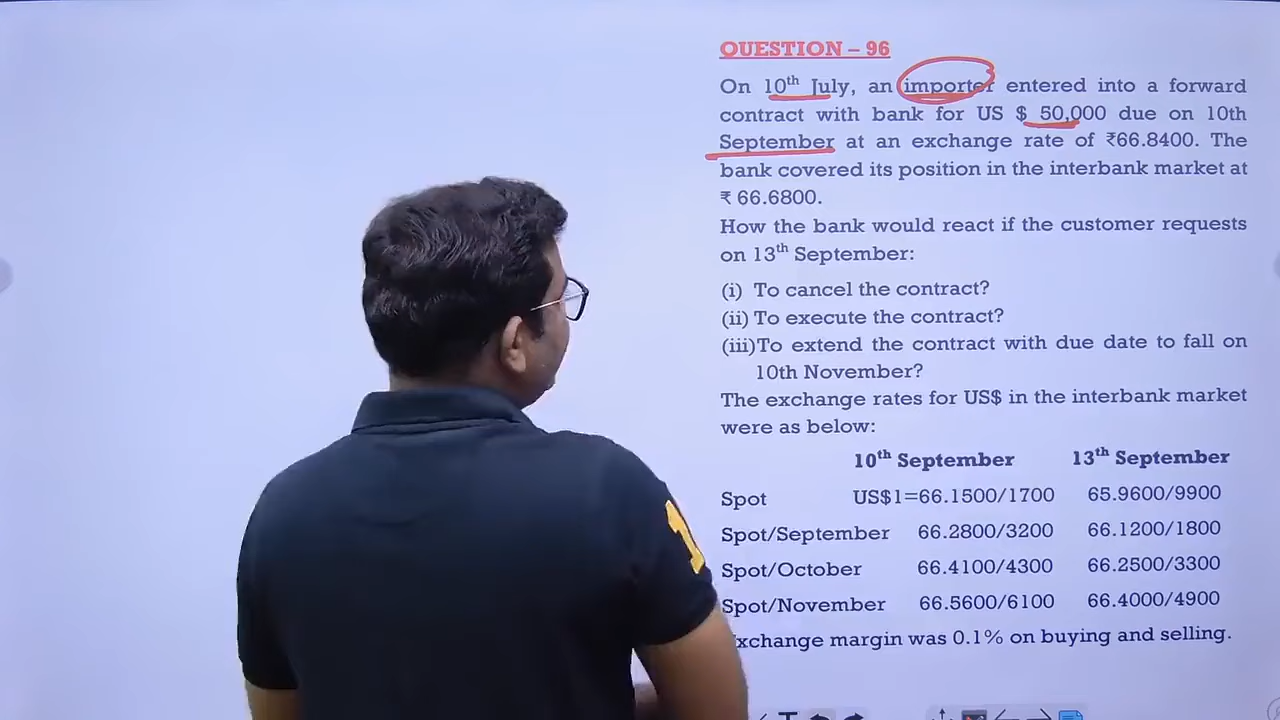 QUESTION – 96
On 10th July, an importer entered into a forward
contract with bank for US $ 50,000 due on 10th
September at an exchange rate of ₹66.8400. The
bank covered its position in the interbank market at
₹ 66.6800.
How the bank would react if the customer requests
on 13th September:
(i) To cancel the contract?
(ii) To execute the contract?
(iii)To extend the contract with due date to fall on
10th November?
The exchange rates for US$ in the interbank market
were as below:
10th September 13th September
Spot US$1=66.1500/1700 65.9600/9900
Spot/September 66.2800/3200 66.1200/1800
Spot/October 66.4100/4300 66.2500/3300
Spot/November 66.5600/6100 66.4000/4900
xchange margin was 0.1% on buying and selling.
1